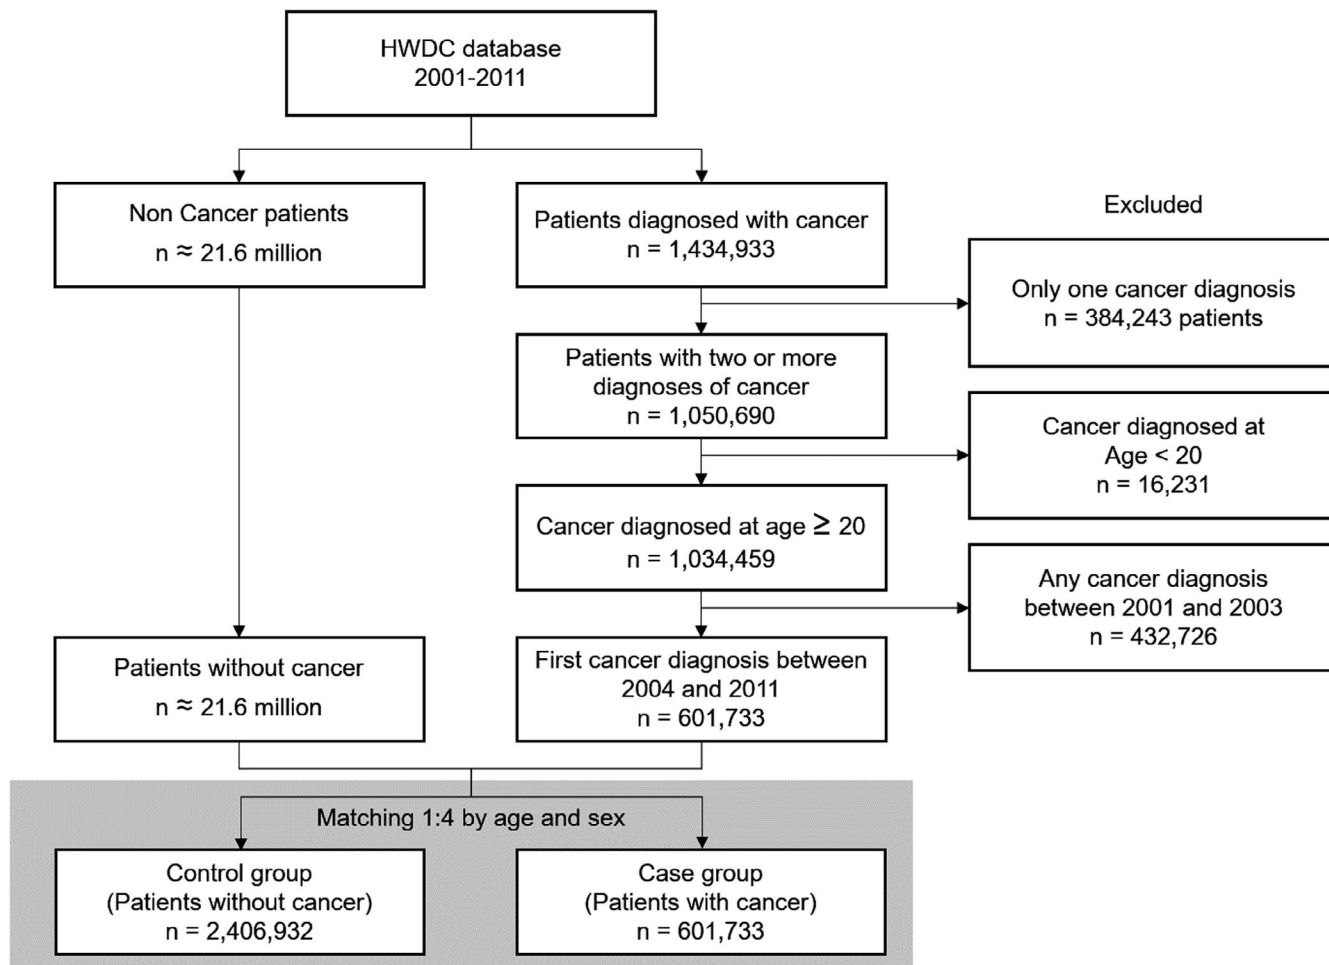 HWDC database
2001-2011
Non Cancer patients
n ≈ 21.6 million
Patients diagnosed with cancer
n = 1,434,933
Excluded
Only one cancer diagnosis
n = 384,243 patients
Patients with two or more
diagnoses of cancer
n = 1,050,690
Cancer diagnosed at
Age < 20
n = 16,231
Cancer diagnosed at age ≥ 20
n = 1,034,459
Any cancer diagnosis
between 2001 and 2003
n = 432,726
Patients without cancer
n ≈ 21.6 million
First cancer diagnosis between
2004 and 2011
n = 601,733
Matching 1:4 by age and sex
Control group
(Patients without cancer)
n = 2,406,932
Case group
(Patients with cancer)
n = 601,733